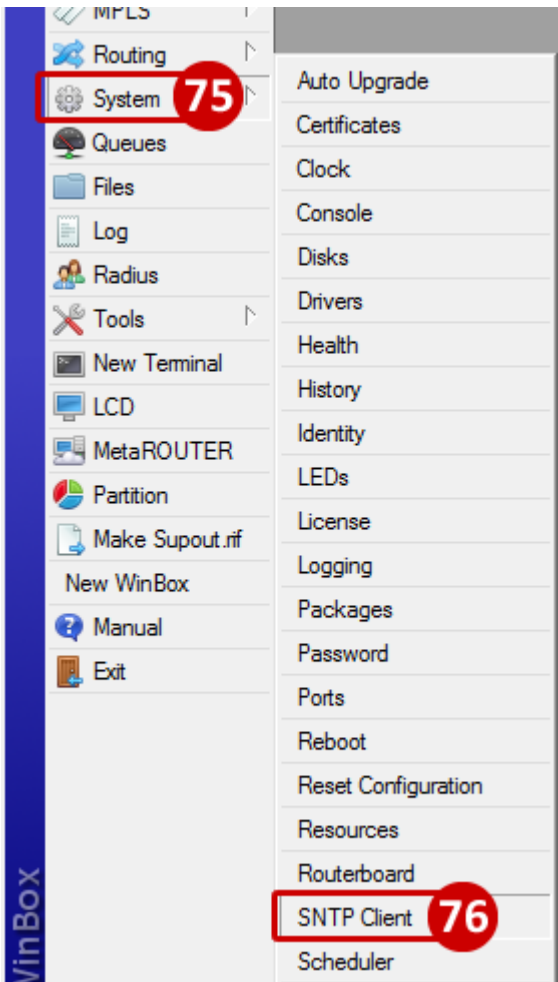 MPLS
Routing
System 75
Queues
Files
Log
Radius
Tools
New Terminal
LCD
MetaROUTER
Partition
Make Supout.rif
New WinBox
Manual
Exit
Auto Upgrade
Certificates
Clock
Console
Disks
Drivers
Health
History
Identity
LEDs
License
Logging
Packages
Password
Ports
Reboot
Reset Configuration
Resources
Routerboard
SNTP Client 76
Scheduler
WinBox